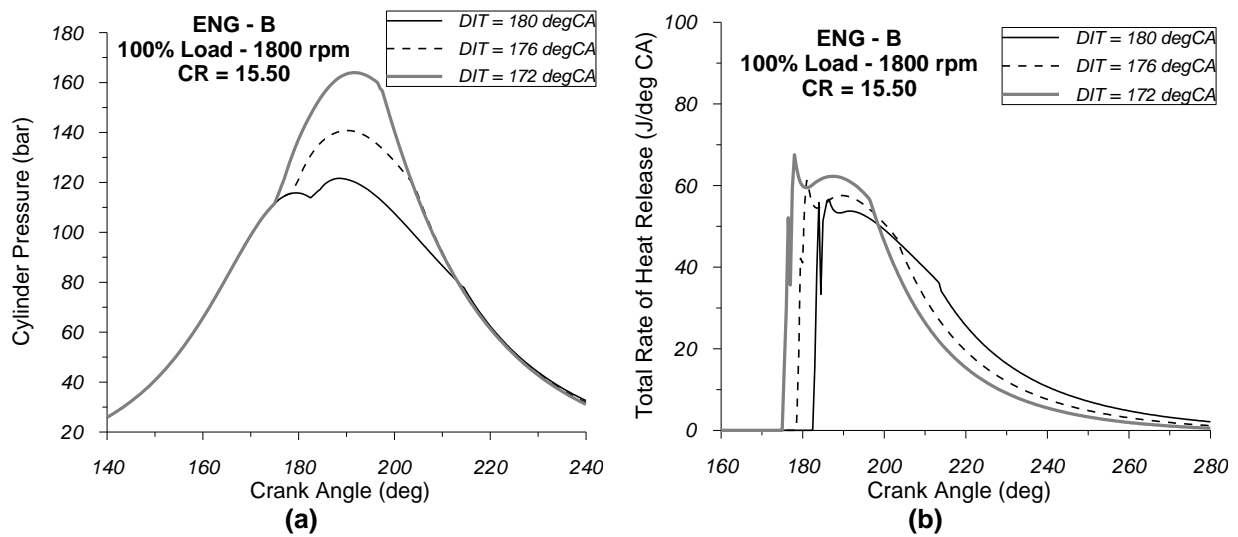 ENG - B
100% Load - 1800 rpm
CR = 15.50
DIT = 180 degCA
DIT = 176 degCA
DIT = 172 degCA
Cylinder Pressure (bar)
180
160
140
120
100
80
60
40
20
140 160 180 200 220 240
Crank Angle (deg)
(a)
ENG - B
100% Load - 1800 rpm
CR = 15.50
DIT = 180 degCA
DIT = 176 degCA
DIT = 172 degCA
Total Rate of Heat Release (J/deg CA)
100
80
60
40
20
0
160 180 200 220 240 260 280
Crank Angle (deg)
(b)